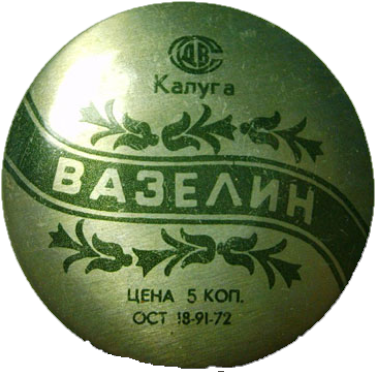 Калуга
ВАЗЕЛИН
ЦЕНА 5 КОП.
ОСТ 18-91-72